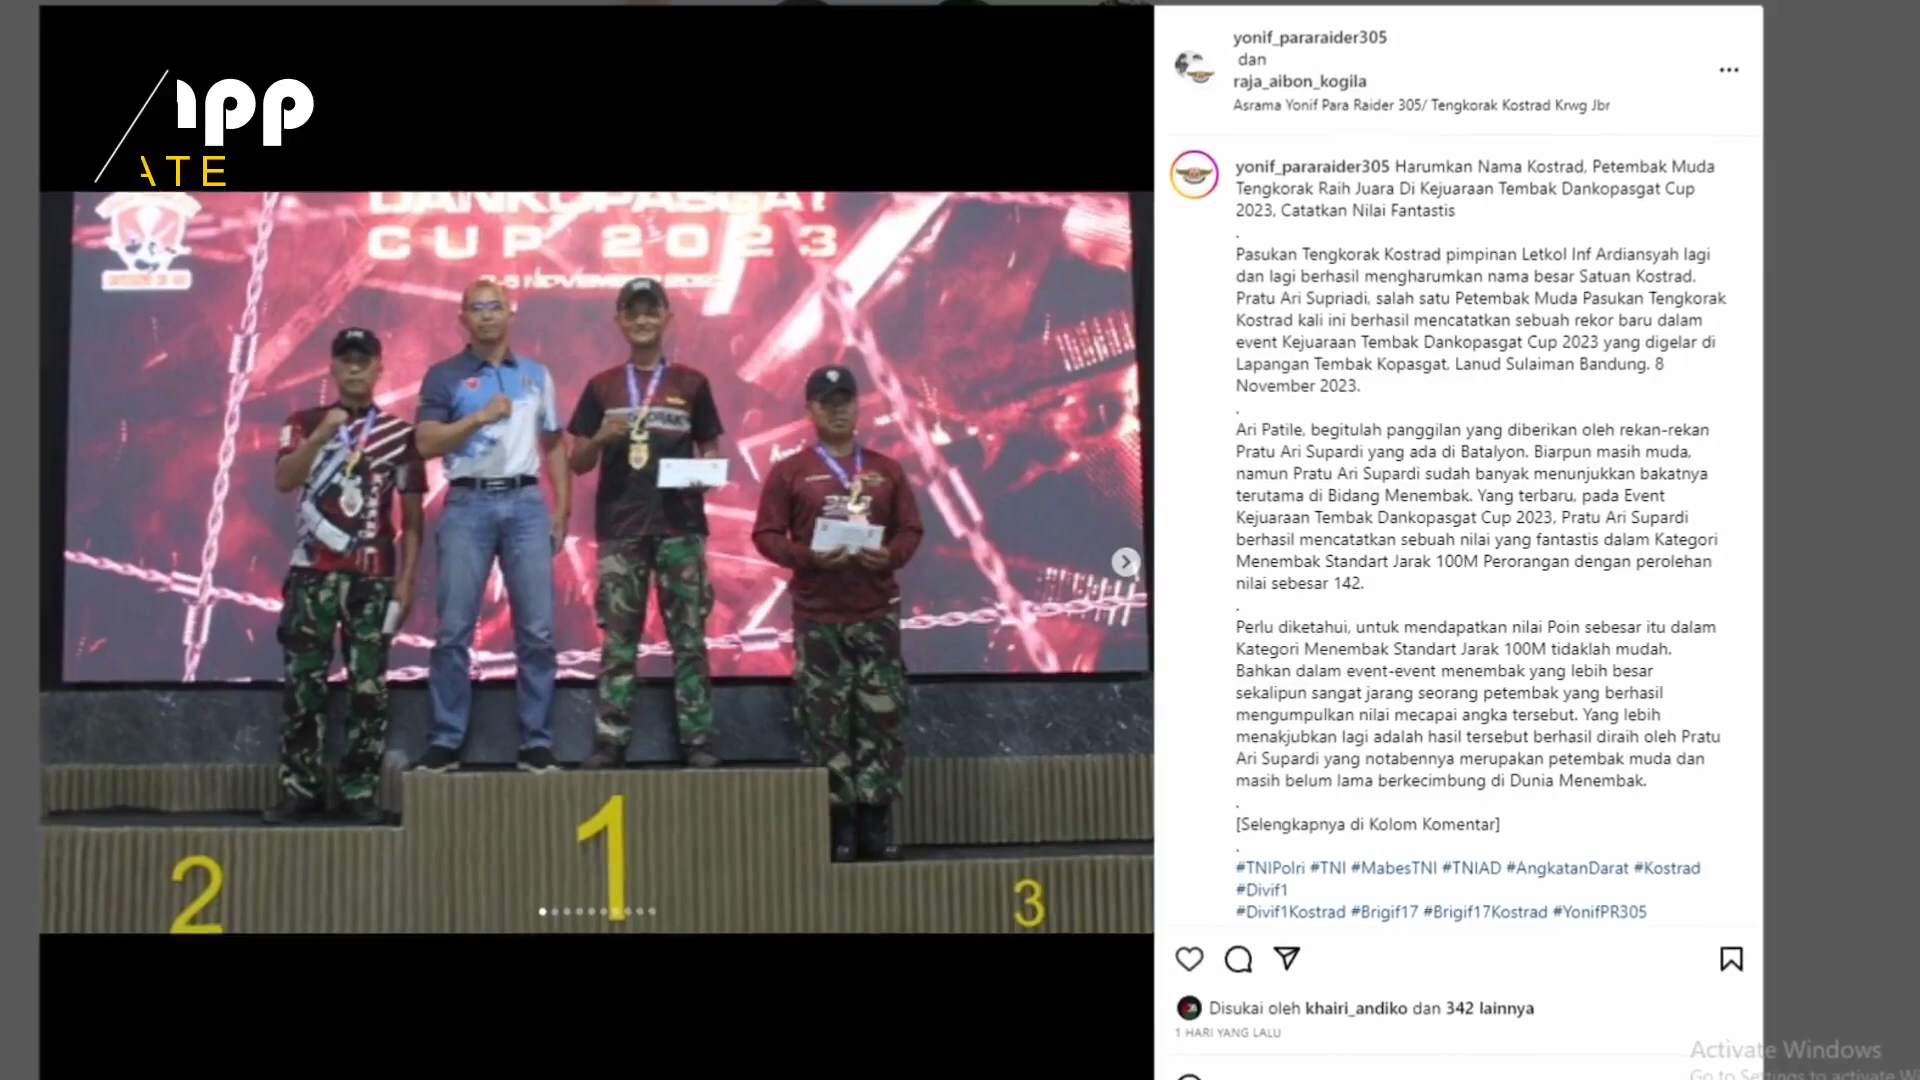 ıpp
ATE
DANKOPASGAT
CUP 2023
NOVEMBER
2
1
3
yonif_pararaider305
dan
raja_aibon_kogila
Asrama Yonif Para Raider 305/ Tengkorak Kostrad Krwg Jbr
yonif_pararaider305 Harumkan Nama Kostrad, Petembak Muda
Tengkorak Raih Juara Di Kejuaraan Tembak Dankopasgat Cup
2023, Catatkan Nilai Fantastis
.
Pasukan Tengkorak Kostrad pimpinan Letkol Inf Ardiansyah lagi
dan lagi berhasil mengharumkan nama besar Satuan Kostrad.
Pratu Ari Supriadi, salah satu Petembak Muda Pasukan Tengkorak
Kostrad kali ini berhasil mencatatkan sebuah rekor baru dalam
event Kejuaraan Tembak Dankopasgat Cup 2023 yang digelar di
Lapangan Tembak Kopasgat, Lanud Sulaiman Bandung. 8
November 2023.
.
Ari Patile, begitulah panggilan yang diberikan oleh rekan-rekan
Pratu Ari Supardi yang ada di Batalyon. Biarpun masih muda,
namun Pratu Ari Supardi sudah banyak menunjukkan bakatnya
terutama di Bidang Menembak. Yang terbaru, pada Event
Kejuaraan Tembak Dankopasgat Cup 2023, Pratu Ari Supardi
berhasil mencatatkan sebuah nilai yang fantastis dalam Kategori
Menembak Standart Jarak 100M Perorangan dengan perolehan
nilai sebesar 142.
.
Perlu diketahui, untuk mendapatkan nilai Poin sebesar itu dalam
Kategori Menembak Standart Jarak 100M tidaklah mudah.
Bahkan dalam event-event menembak yang lebih besar
sekalipun sangat jarang seorang petembak yang berhasil
mengumpulkan nilai mecapai angka tersebut. Yang lebih
menakjubkan lagi adalah hasil tersebut berhasil diraih oleh Pratu
Ari Supardi yang notabennya merupakan petembak muda dan
masih belum lama berkecimbung di Dunia Menembak.
.
[Selengkapnya di Kolom Komentar]
.
#TNIPolri #TNI #MabesTNI #TNIAD #AngkatanDarat #Kostrad
#Divif1
#Divif1Kostrad #Brigif17 #Brigif17Kostrad #YonifPR305
Disukai oleh khairi_andiko dan 342 lainnya
1 HARI YANG LALU
Activate Windows
Go to Settings to activate Wi